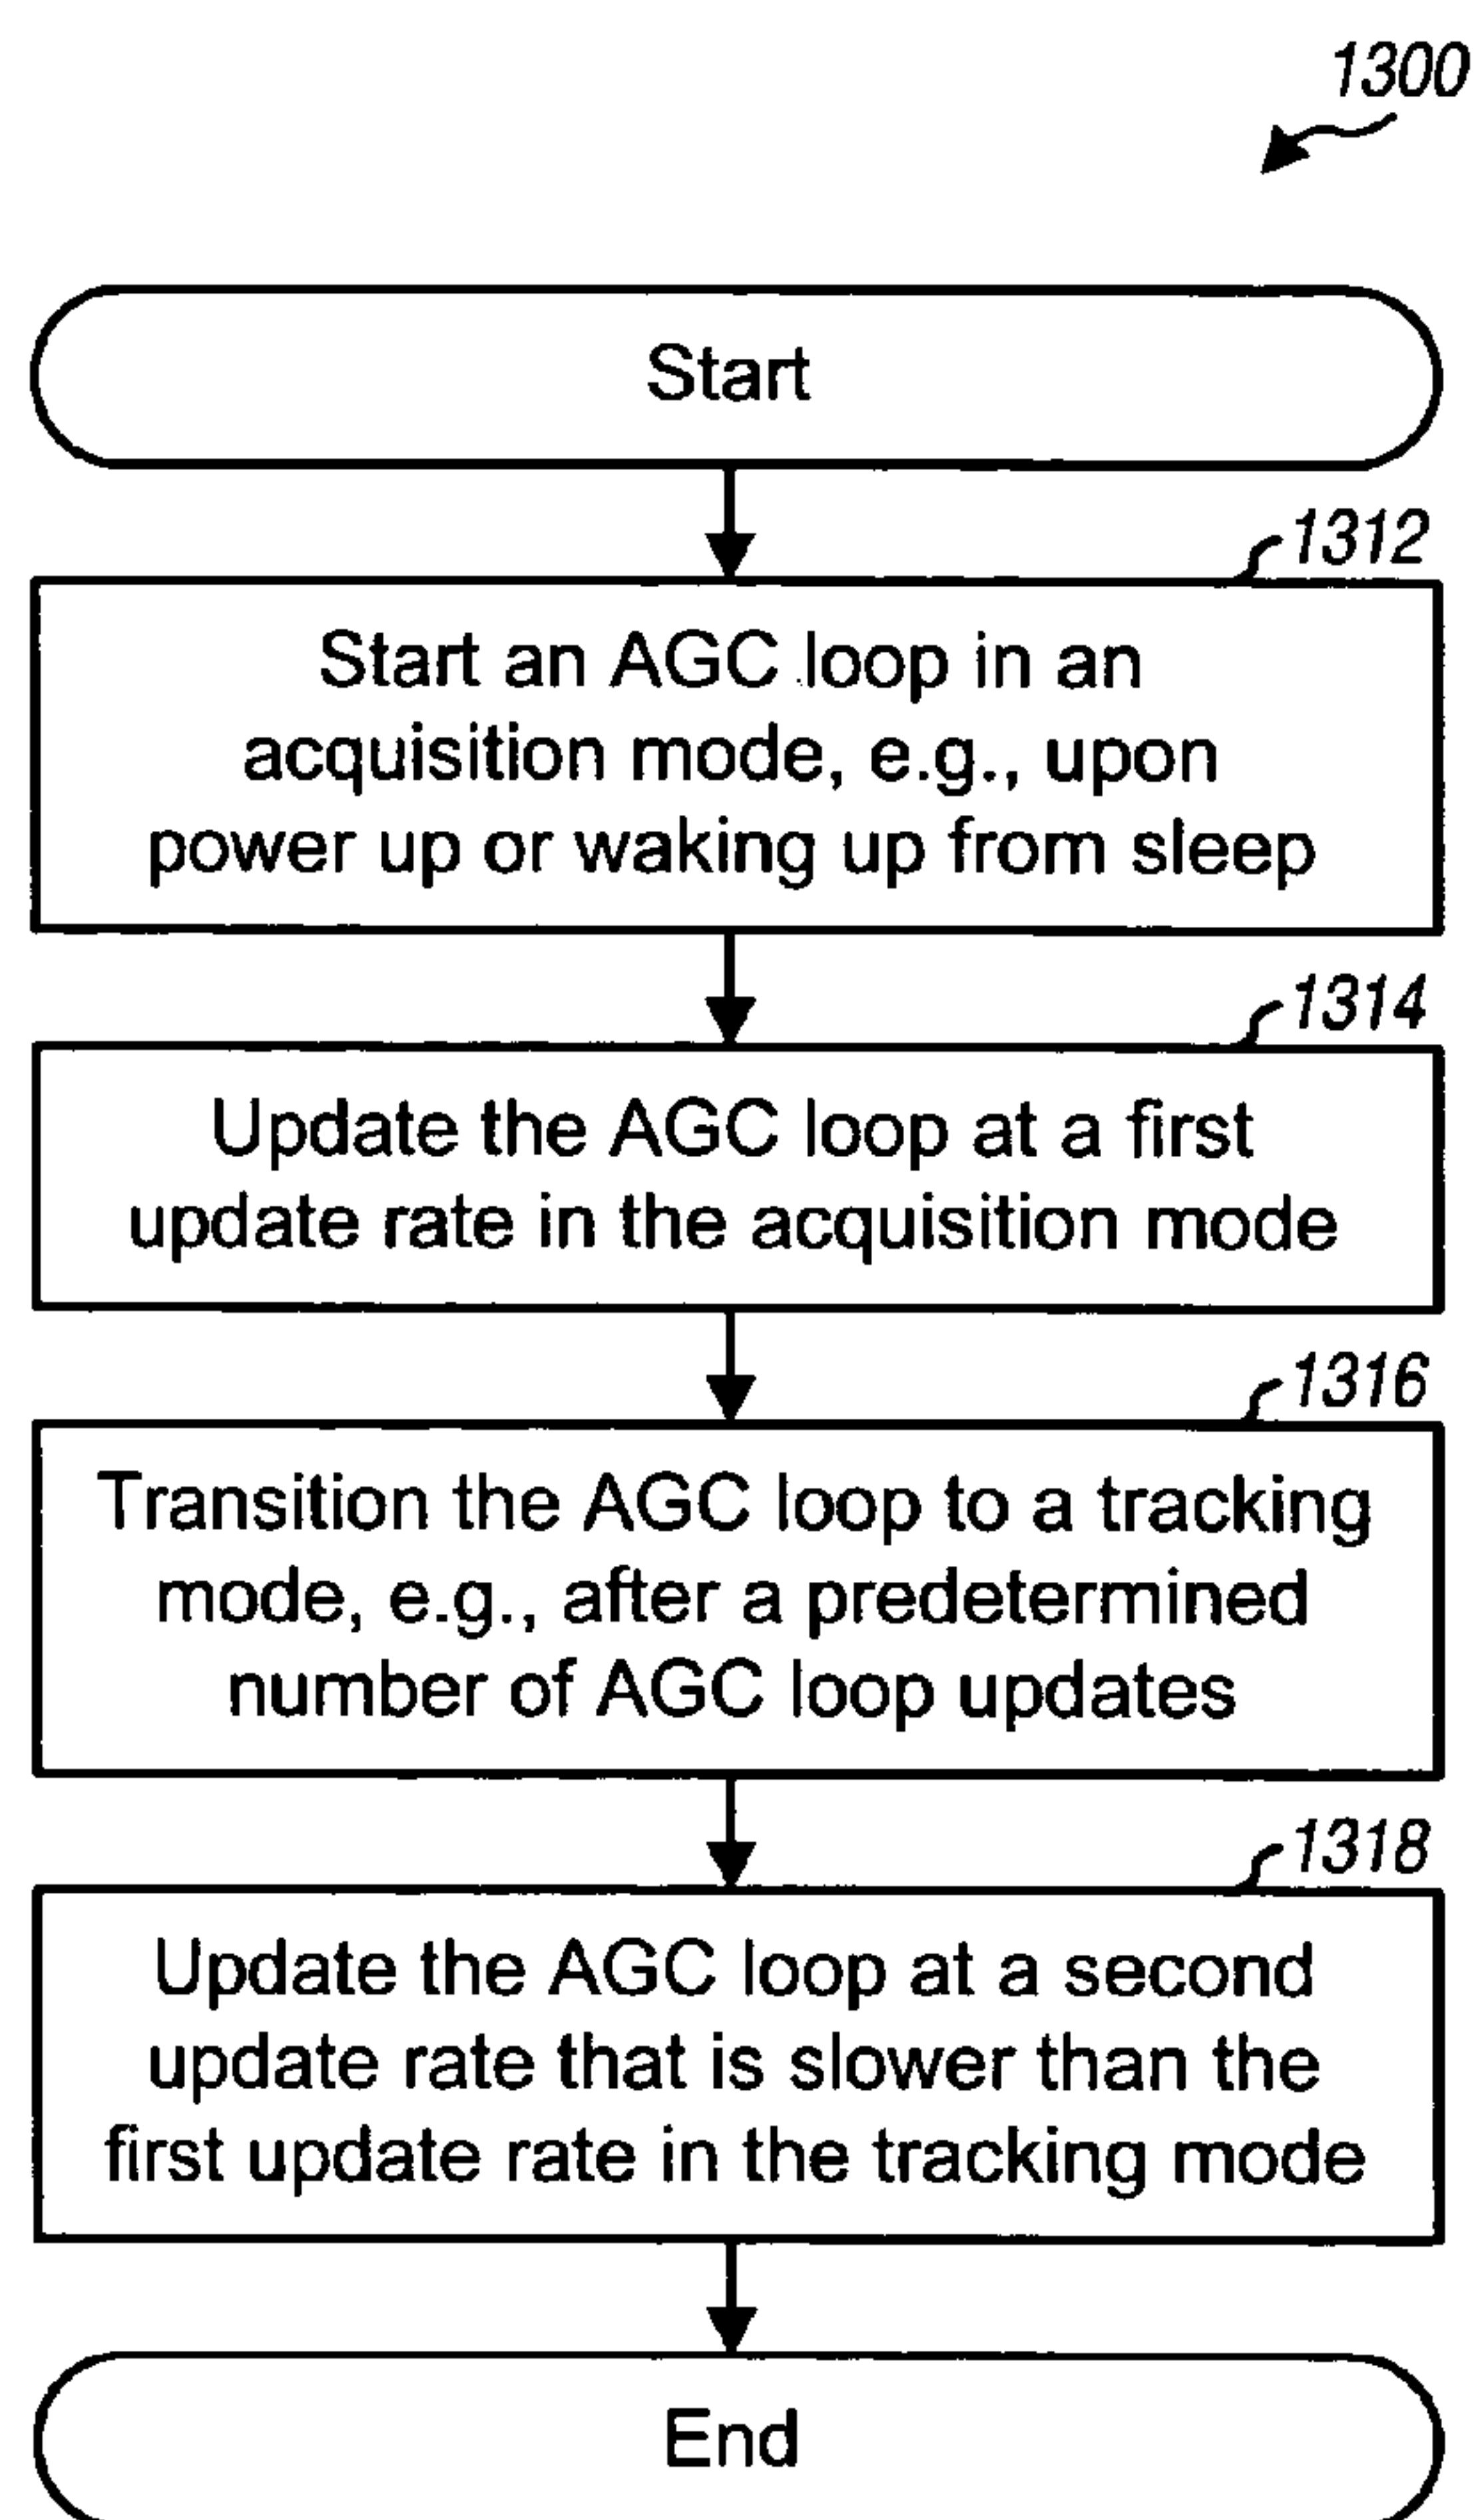 1300
Start
1312
Start an AGC loop in an
acquisition mode, e.g., upon
power up or waking up from sleep
1314
Update the AGC loop at a first
update rate in the acquisition mode
1316
Transition the AGC loop to a tracking
mode, e.g., after a predetermined
number of AGC loop updates
1318
Update the AGC loop at a second
update rate that is slower than the
first update rate in the tracking mode
End